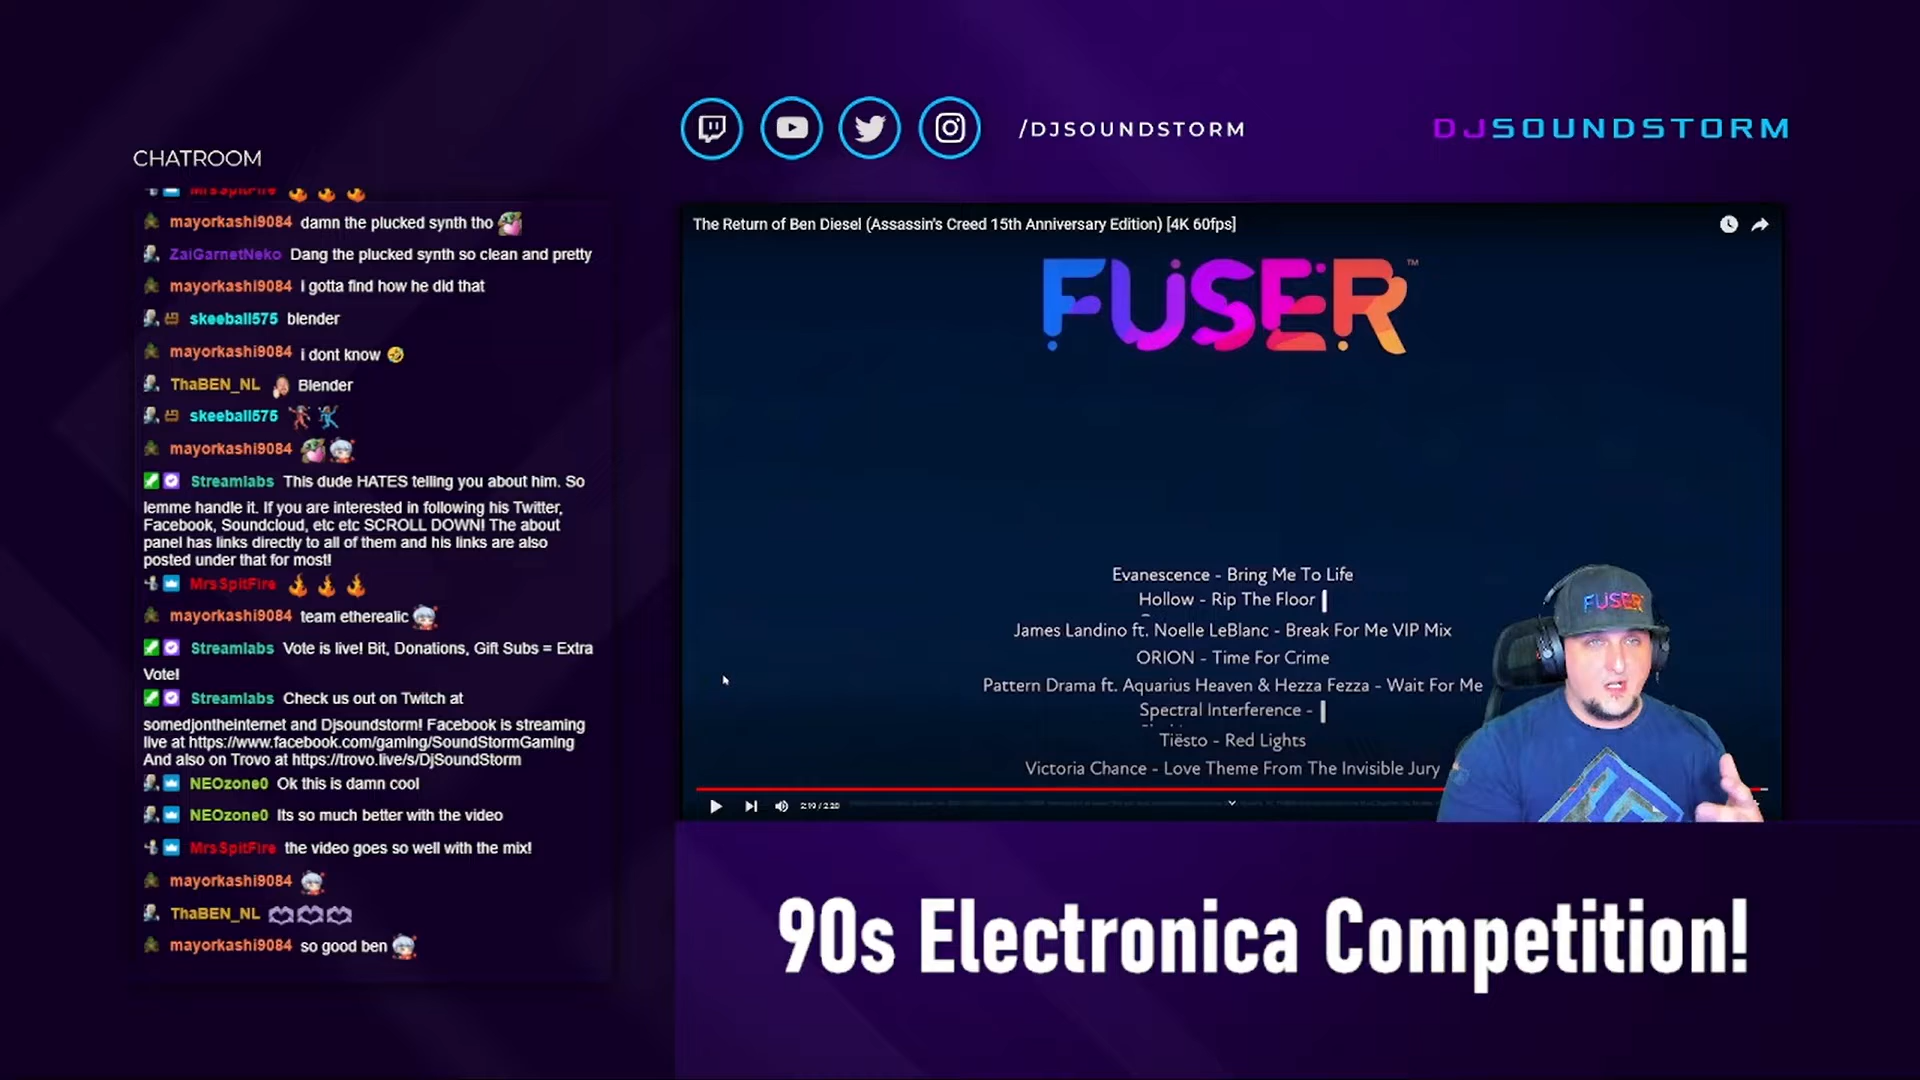 /DJSOUNDSTORM
DJSOUNDSTORM
CHATROOM
MrsSpitFire
mayorkashi9084 damn the plucked synth tho
ZaiGarnetNeko Dang the plucked synth so clean and pretty
mayorkashi9084 i gotta find how he did that
skeeball575 blender
mayorkashi9084 i dont know
ThaBEN_NL Blender
skeeball575
mayorkashi9084
Streamlabs This dude HATES telling you about him. So
lemme handle it. If you are interested in following his Twitter,
Facebook, Soundcloud, etc etc SCROLL DOWN! The about
panel has links directly to all of them and his links are also
posted under that for most!
MrsSpitFire
mayorkashi9084 team etherealic
Streamlabs Vote is live! Bit, Donations, Gift Subs = Extra
Vote!
Streamlabs Check us out on Twitch at
somedjontheinternet and Djsoundstorm! Facebook is streaming
live at https://www.facebook.com/gaming/SoundStormGaming
And also on Trovo at https://trovo.live/s/DjSoundStorm
NEOzone0 Ok this is damn cool
NEOzone0 Its so much better with the video
MrsSpitFire the video goes so well with the mix!
mayorkashi9084
ThaBEN_NL
mayorkashi9084 so good ben
The Return of Ben Diesel (Assassin's Creed 15th Anniversary Edition) [4K 60fps]
FUSER™
Evanescence - Bring Me To Life
Hollow - Rip The Floor
James Landino ft. Noelle LeBlanc - Break For Me VIP Mix
ORION - Time For Crime
Pattern Drama ft. Aquarius Heaven & Hezza Fezza - Wait For Me
Spectral Interference -
Tiësto - Red Lights
Victoria Chance - Love Theme From The Invisible Jury
FUSER
2:19 / 2:20
90s Electronica Competition!